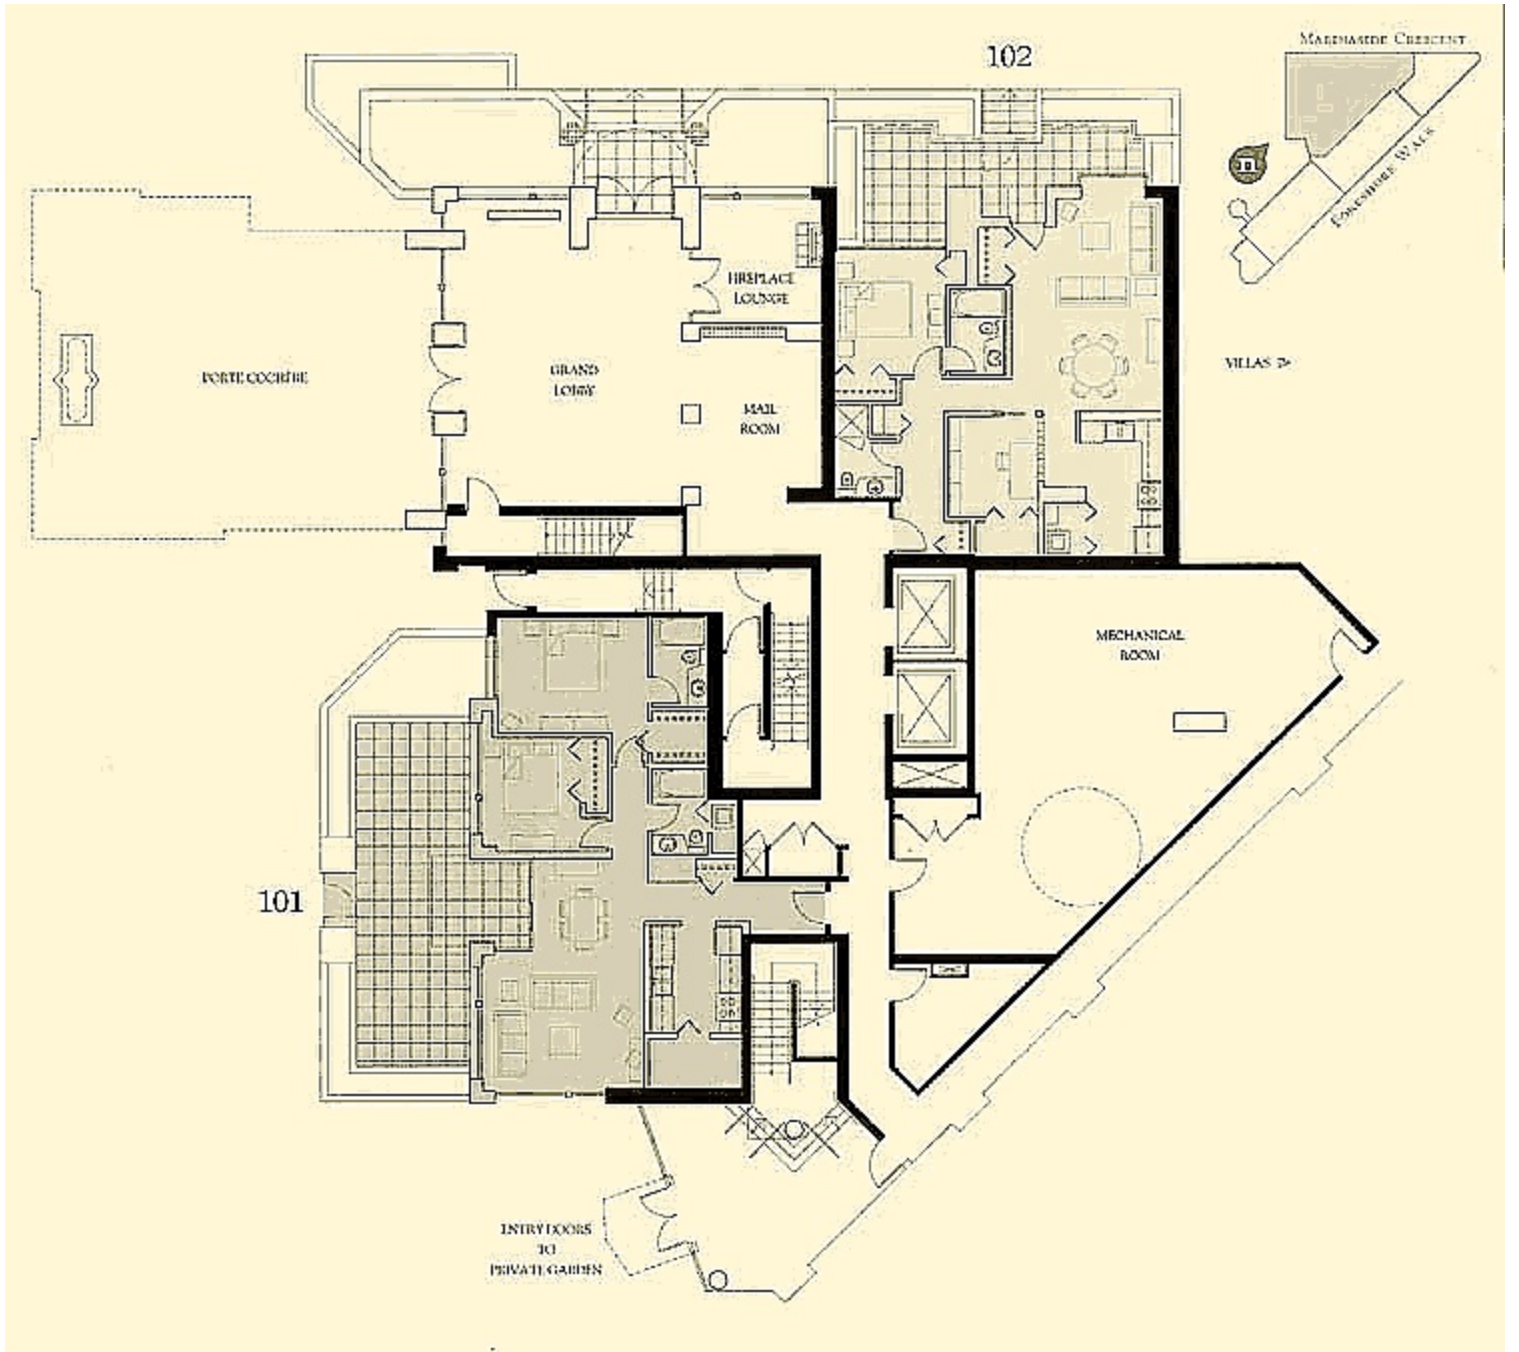 102
MARINASIDE CRESCENT
FORESHORE WALK
FIREPLACE
LOUNGE
PORTE COCHÈRE
GRAND
LOBBY
VILLAS
MAIL
ROOM
MECHANICAL
ROOM
101
ENTRY DOORS
TO
PRIVATE GARDEN